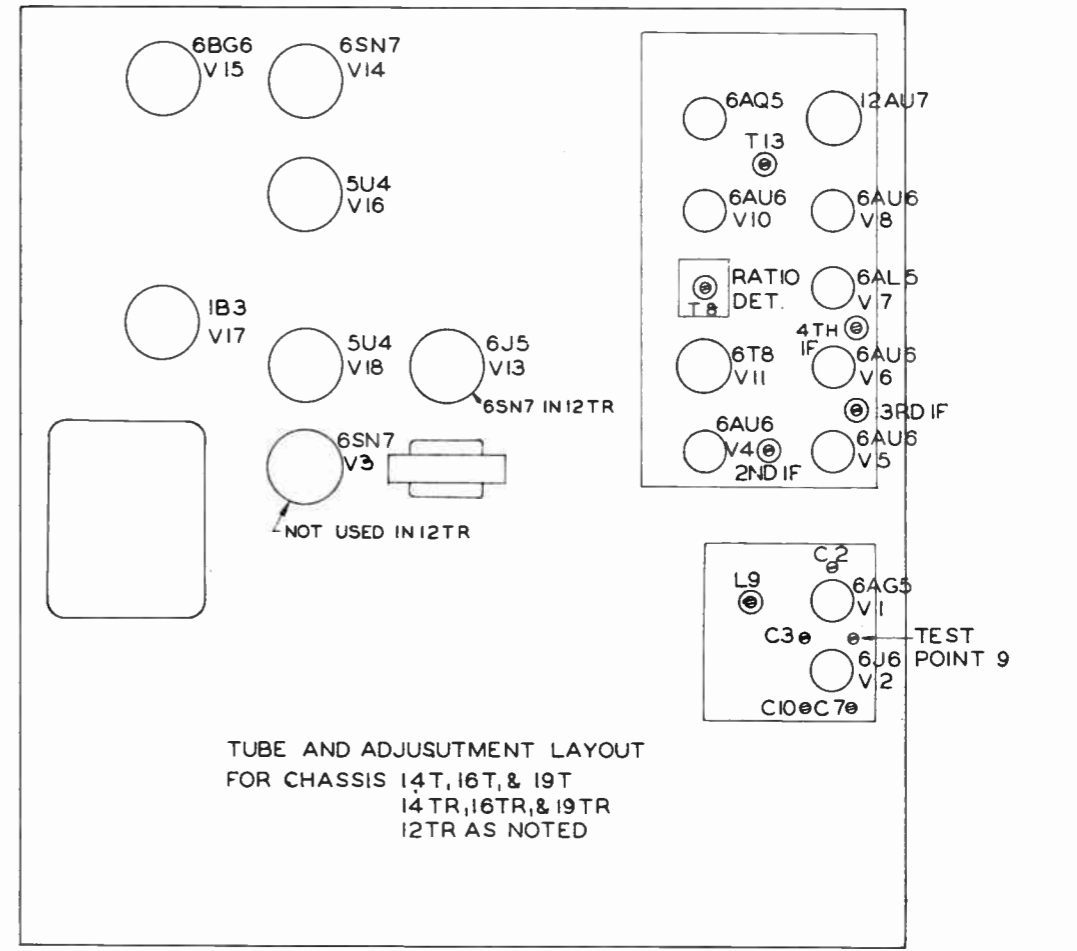 6BG6
V15
6SN7
V14
5U4
V16
1B3
V17
5U4
V18
6J5
V13
6SN7 IN 12TR
6SN7
V3
NOT USED IN 12TR
6AQ5
12AU7
T13
6AU6
V10
6AU6
V8
RATIO
DET.
T8
6AL5
V7
4TH
IF
6T8
V11
6AU6
V6
3RD IF
6AU6
V4
2ND IF
6AU6
V5
C2
L9
6AG5
V1
C3
TEST
POINT 9
6J6
V2
C10 C7
TUBE AND ADJUSUTMENT LAYOUT
FOR CHASSIS 14T, 16T, & 19T
14TR, 16TR, & 19TR
12TR AS NOTED